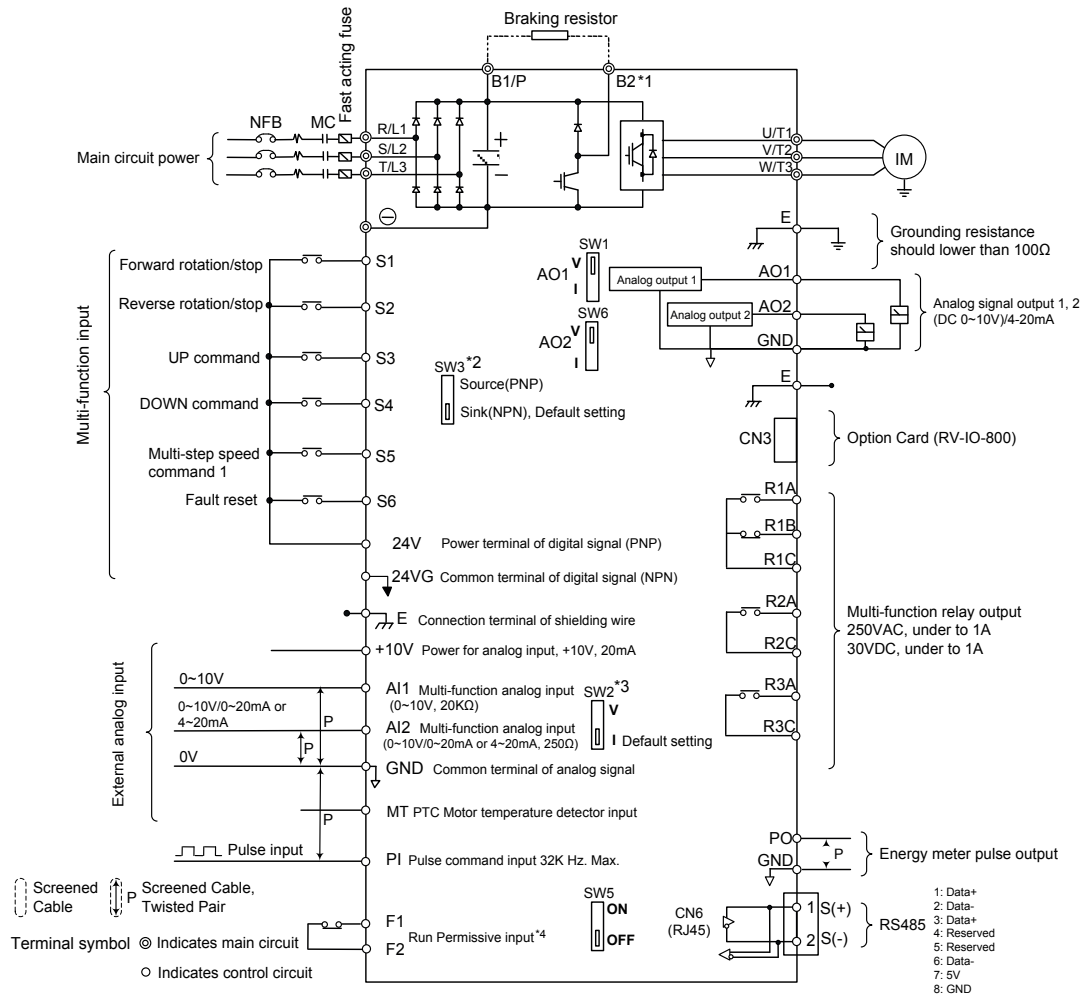 Braking resistor
Fast acting fuse
B1/P
B2*1
NFB
MC
R/L1
S/L2
T/L3
Main circuit power
+
−
U/T1
V/T2
W/T3
IM
⊖
E
Grounding resistance
should lower than 100Ω
Multi-function input
Forward rotation/stop
S1
Reverse rotation/stop
S2
UP command
S3
DOWN command
S4
Multi-step speed
command 1
S5
Fault reset
S6
24V Power terminal of digital signal (PNP)
24VG Common terminal of digital signal (NPN)
E Connection terminal of shielding wire
SW1
AO1
V
I
SW6
AO2
V
I
SW3*2
Source(PNP)
Sink(NPN), Default setting
Analog output 1
AO1
Analog output 2
AO2
GND
Analog signal output 1, 2
(DC 0~10V)/4-20mA
E
CN3
Option Card (RV-IO-800)
R1A
R1B
R1C
R2A
R2C
R3A
R3C
Multi-function relay output
250VAC, under to 1A
30VDC, under to 1A
External analog input
+10V Power for analog input, +10V, 20mA
0~10V
AI1 Multi-function analog input
(0~10V, 20KΩ)
0~10V/0~20mA or
4~20mA
AI2 Multi-function analog input
(0~10V/0~20mA or 4~20mA, 250Ω)
P
P
SW2*3
V
I Default setting
0V
GND Common terminal of analog signal
MT PTC Motor temperature detector input
P
Pulse input
PI Pulse command input 32K Hz. Max.
PO
GND
P
Energy meter pulse output
Screened
Cable
P
Screened Cable,
Twisted Pair
Terminal symbol
Indicates main circuit
Indicates control circuit
F1
F2
Run Permissive input*4
SW5
ON
OFF
CN6
(RJ45)
1
S(+)
2
S(-)
RS485
1: Data+
2: Data-
3: Data+
4: Reserved
5: Reserved
6: Data-
7: 5V
8: GND